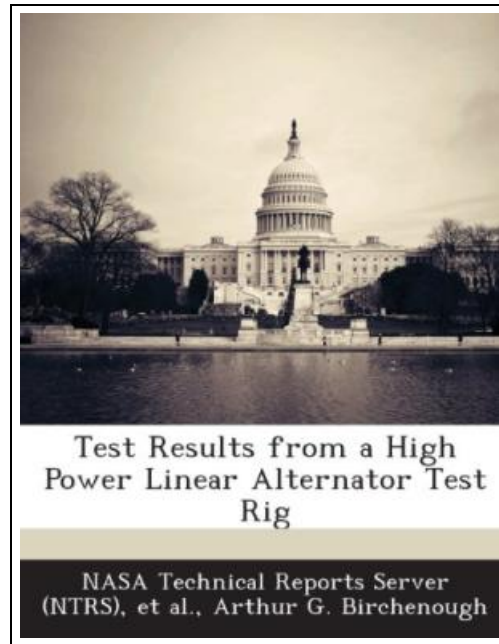 Test Results from a High
Power Linear Alternator Test
Rig
NASA Technical Reports Server
(NTRS), et al., Arthur G. Birchenough